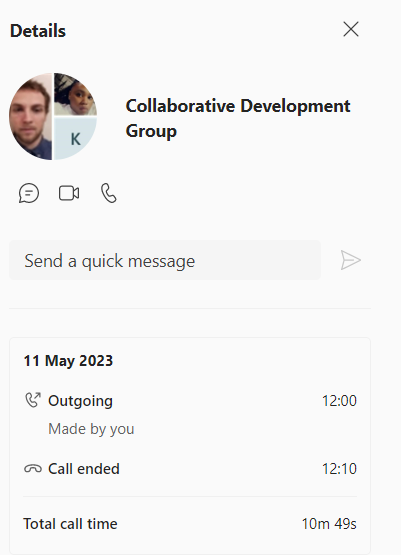 Details
Collaborative Development
Group
K
Send a quick message
11 May 2023
Outgoing 12:00
Made by you
Call ended 12:10
Total call time 10m 49s